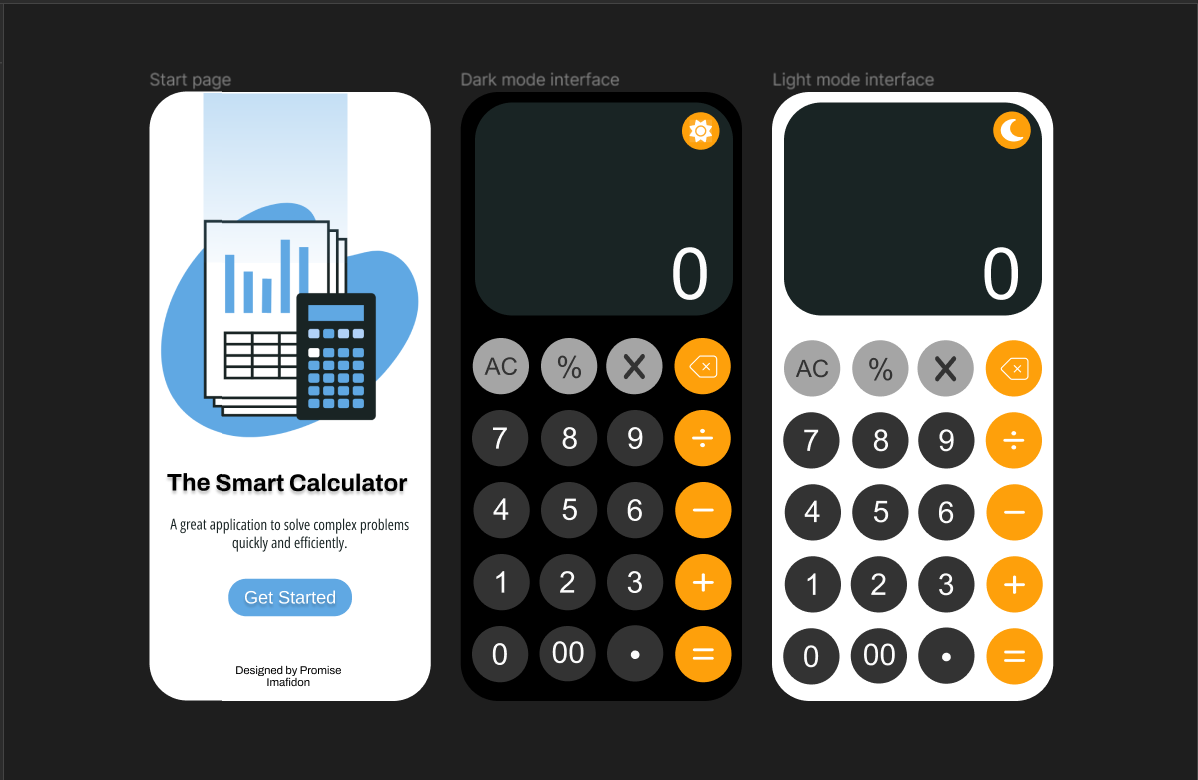 Start page
The Smart Calculator
A great application to solve complex problems
quickly and efficiently.
Get Started
Designed by Promise
Imafidon
Dark mode interface
0
AC % X
7 8 9 ÷
4 5 6 −
1 2 3 +
0 00 • =
Light mode interface
0
AC % X
7 8 9 ÷
4 5 6 −
1 2 3 +
0 00 • =